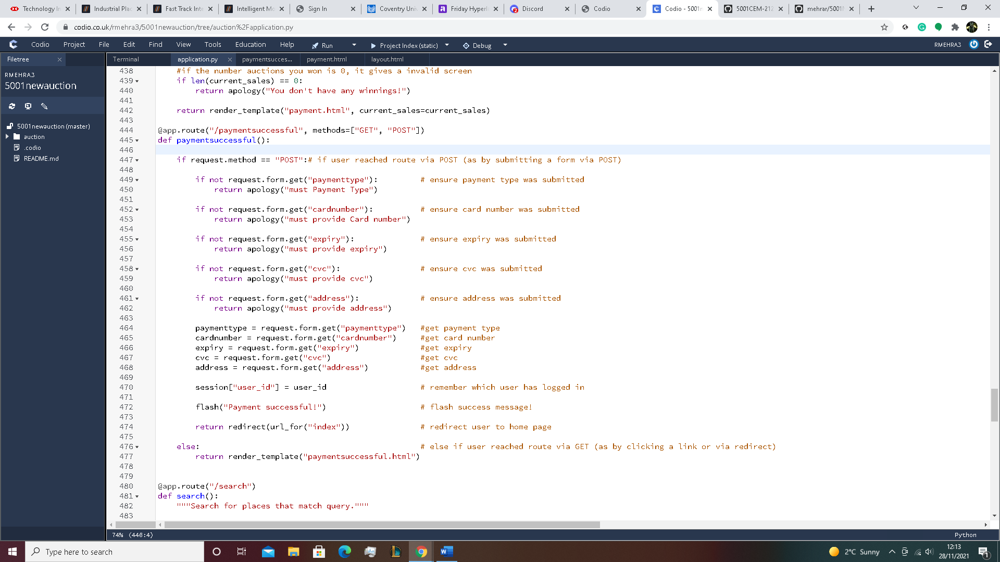 Technology In
Industrial Plac
Fast Track Inte
Intelligent Mo
Sign In
Coventry Univ
Friday Hyperla
Discord
Codio
Codio - 5001n
5001CEM-212
mehrar/5001N
codio.co.uk/rmehra3/5001newauction/tree/auction%2Fapplication.py
Codio Project File Edit Find View Tools Education Help Run Project Index (static) Debug RMEHRA3
Filetree
Terminal application.py paymentsucces... payment.html layout.html
RMEHRA3
5001newauction
5001newauction (master)
auction
.codio
README.md
438 #if the number auctions you won is 0, it gives a invalid screen
439 if len(current_sales) == 0:
440 return apology("You don't have any winnings!")
441
442 return render_template("payment.html", current_sales=current_sales)
443
444 @app.route("/paymentsuccessful", methods=["GET", "POST"])
445 def paymentsuccessful():
446
447 if request.method == "POST":# if user reached route via POST (as by submitting a form via POST)
448
449 if not request.form.get("paymenttype"): # ensure payment type was submitted
450 return apology("must Payment Type")
451
452 if not request.form.get("cardnumber"): # ensure card number was submitted
453 return apology("must provide Card number")
454
455 if not request.form.get("expiry"): # ensure expiry was submitted
456 return apology("must provide expiry")
457
458 if not request.form.get("cvc"): # ensure cvc was submitted
459 return apology("must provide cvc")
460
461 if not request.form.get("address"): # ensure address was submitted
462 return apology("must provide address")
463
464 paymenttype = request.form.get("paymenttype") #get payment type
465 cardnumber = request.form.get("cardnumber") #get card number
466 expiry = request.form.get("expiry") #get expiry
467 cvc = request.form.get("cvc") #get cvc
468 address = request.form.get("address") #get address
469
470 session["user_id"] = user_id # remember which user has logged in
471
472 flash("Payment successful!") # flash success message!
473
474 return redirect(url_for("index")) # redirect user to home page
475
476 else: # else if user reached route via GET (as by clicking a link or via redirect)
477 return render_template("paymentsuccessful.html")
478
479
480 @app.route("/search")
481 def search():
482 """Search for places that match query."""
483
74% (446:4)
Python
Type here to search
2°C Sunny
12:13
28/11/2021
1